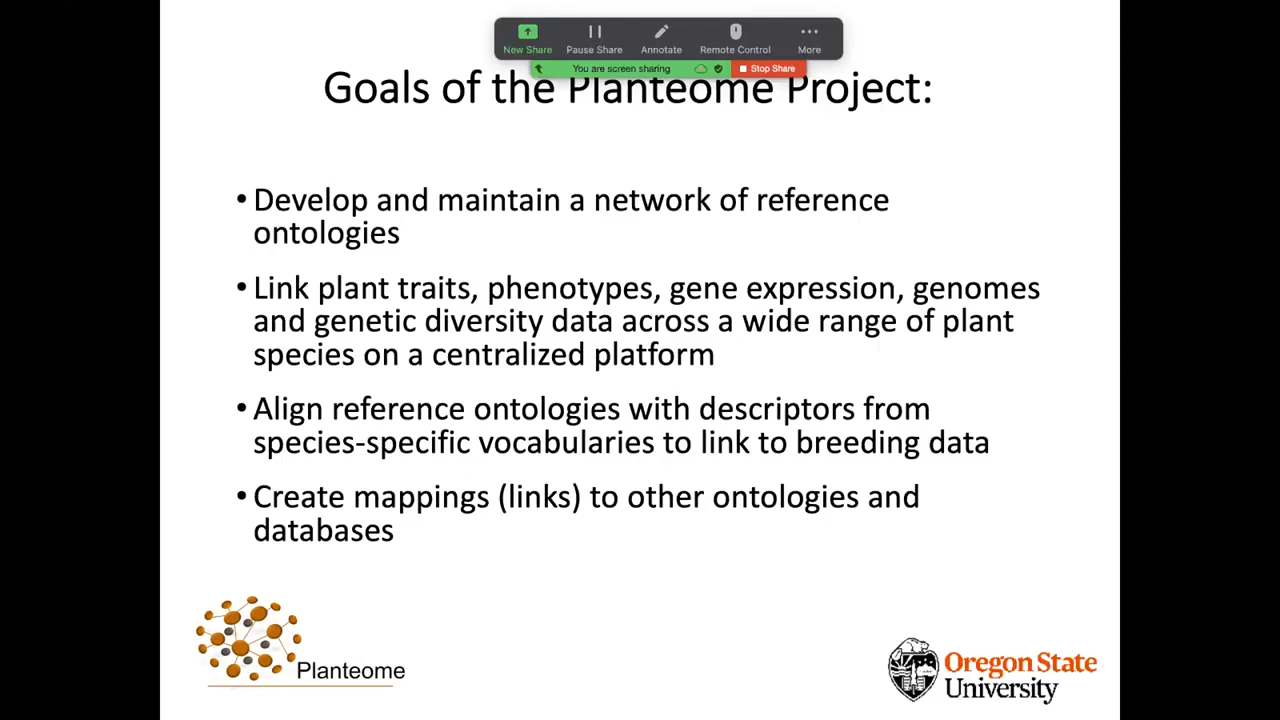 New Share Pause Share Annotate Remote Control More
You are screen sharing Stop Share
Goals of the Planteome Project:
• Develop and maintain a network of reference
ontologies
• Link plant traits, phenotypes, gene expression, genomes
and genetic diversity data across a wide range of plant
species on a centralized platform
• Align reference ontologies with descriptors from
species-specific vocabularies to link to breeding data
• Create mappings (links) to other ontologies and
databases
Planteome
Oregon State
University